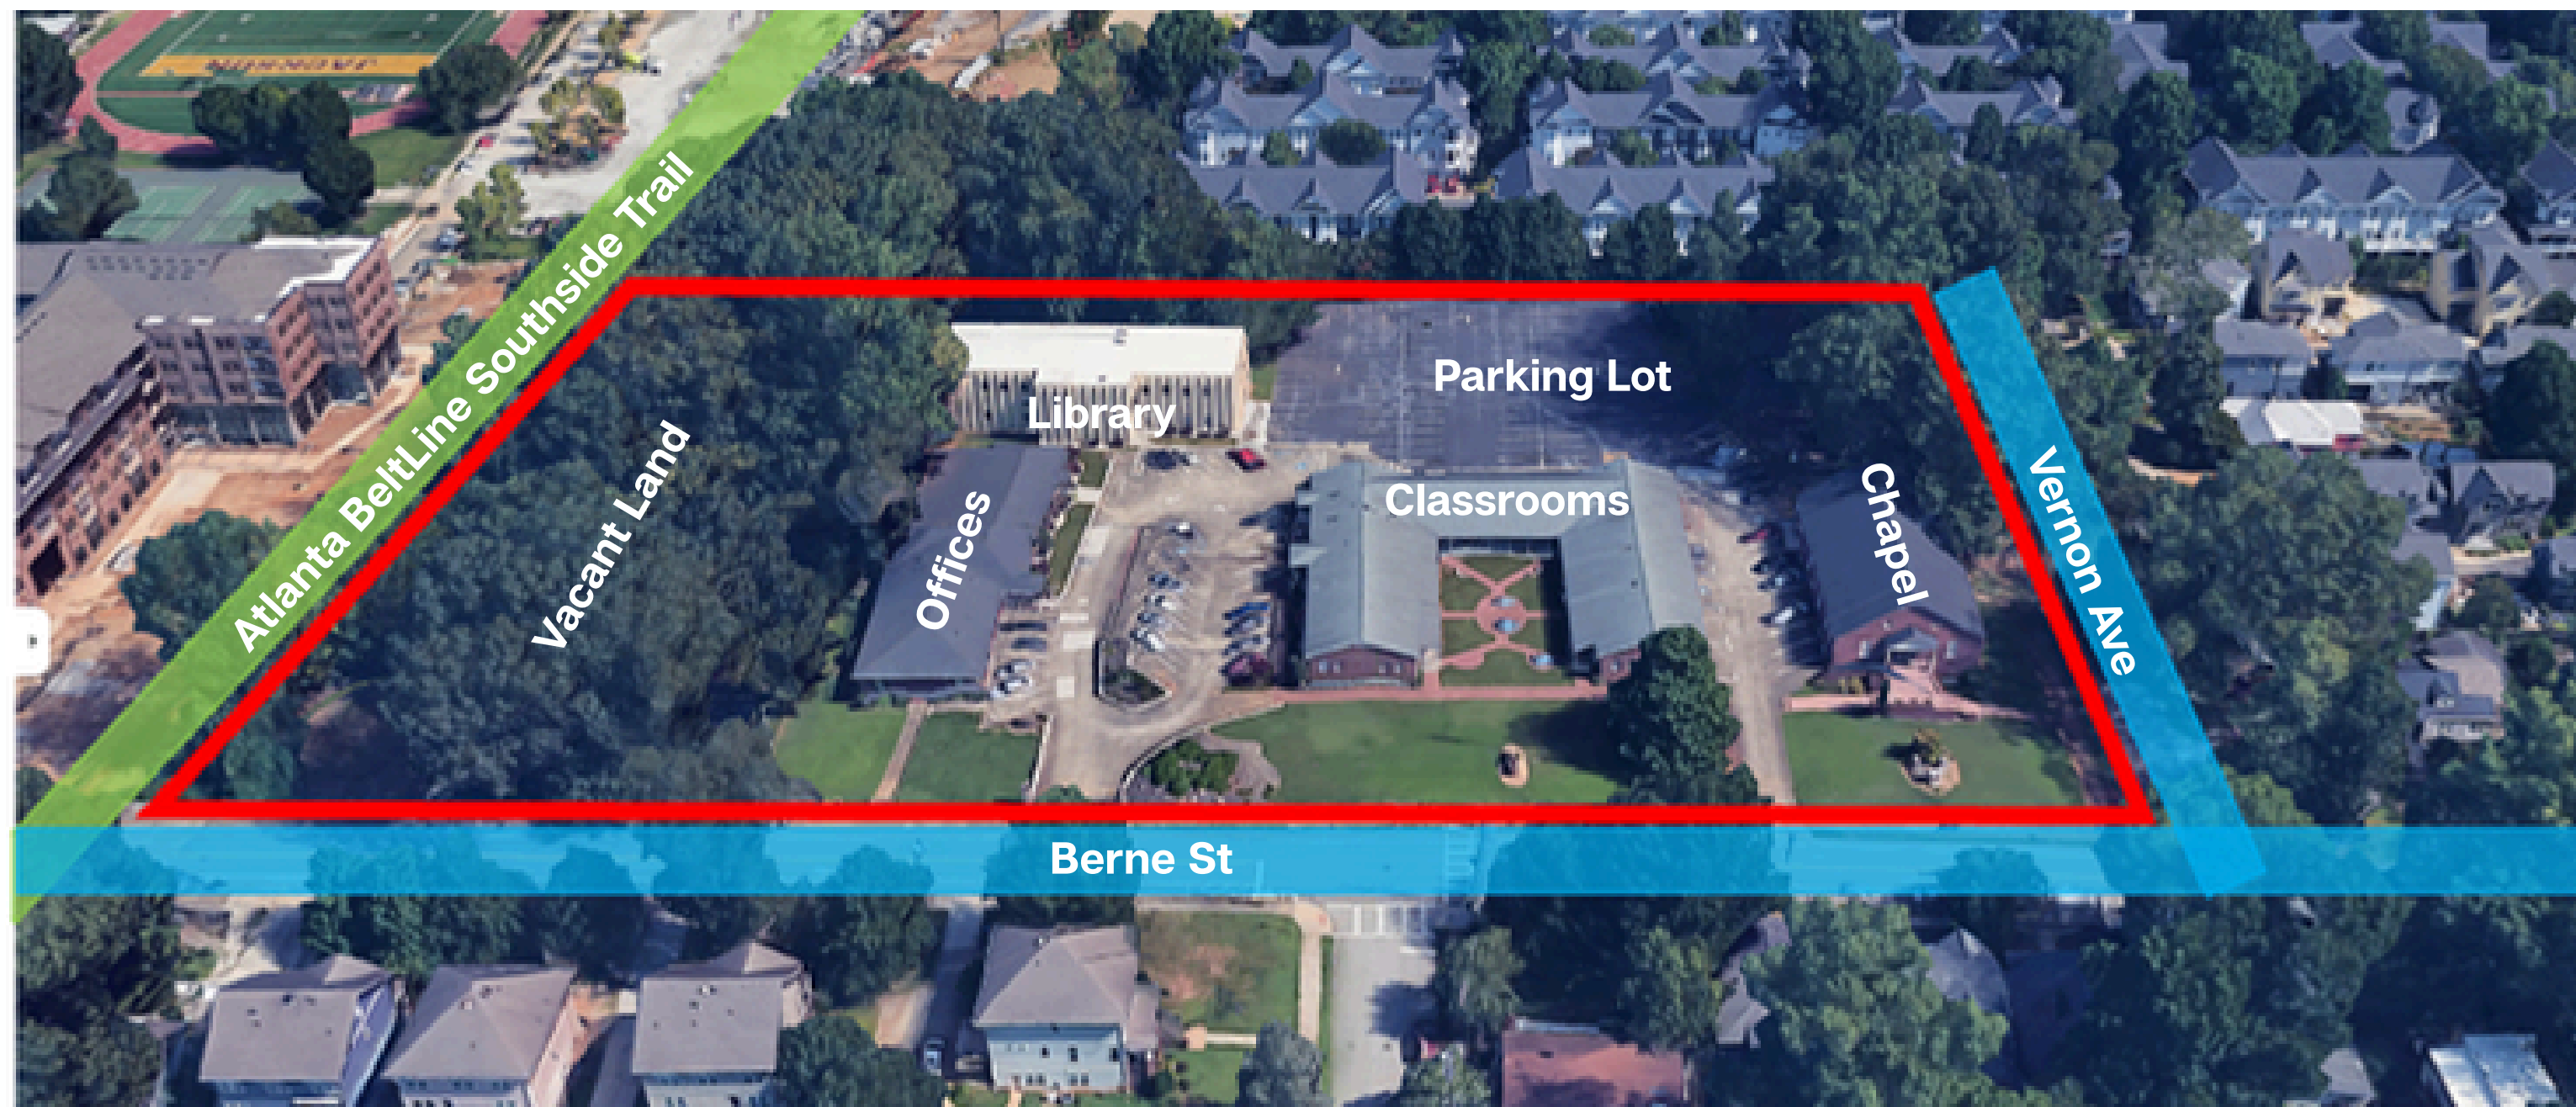 Atlanta BeltLine Southside Trail
Vacant Land
Library
Parking Lot
Offices
Classrooms
Chapel
Vernon Ave
Berne St